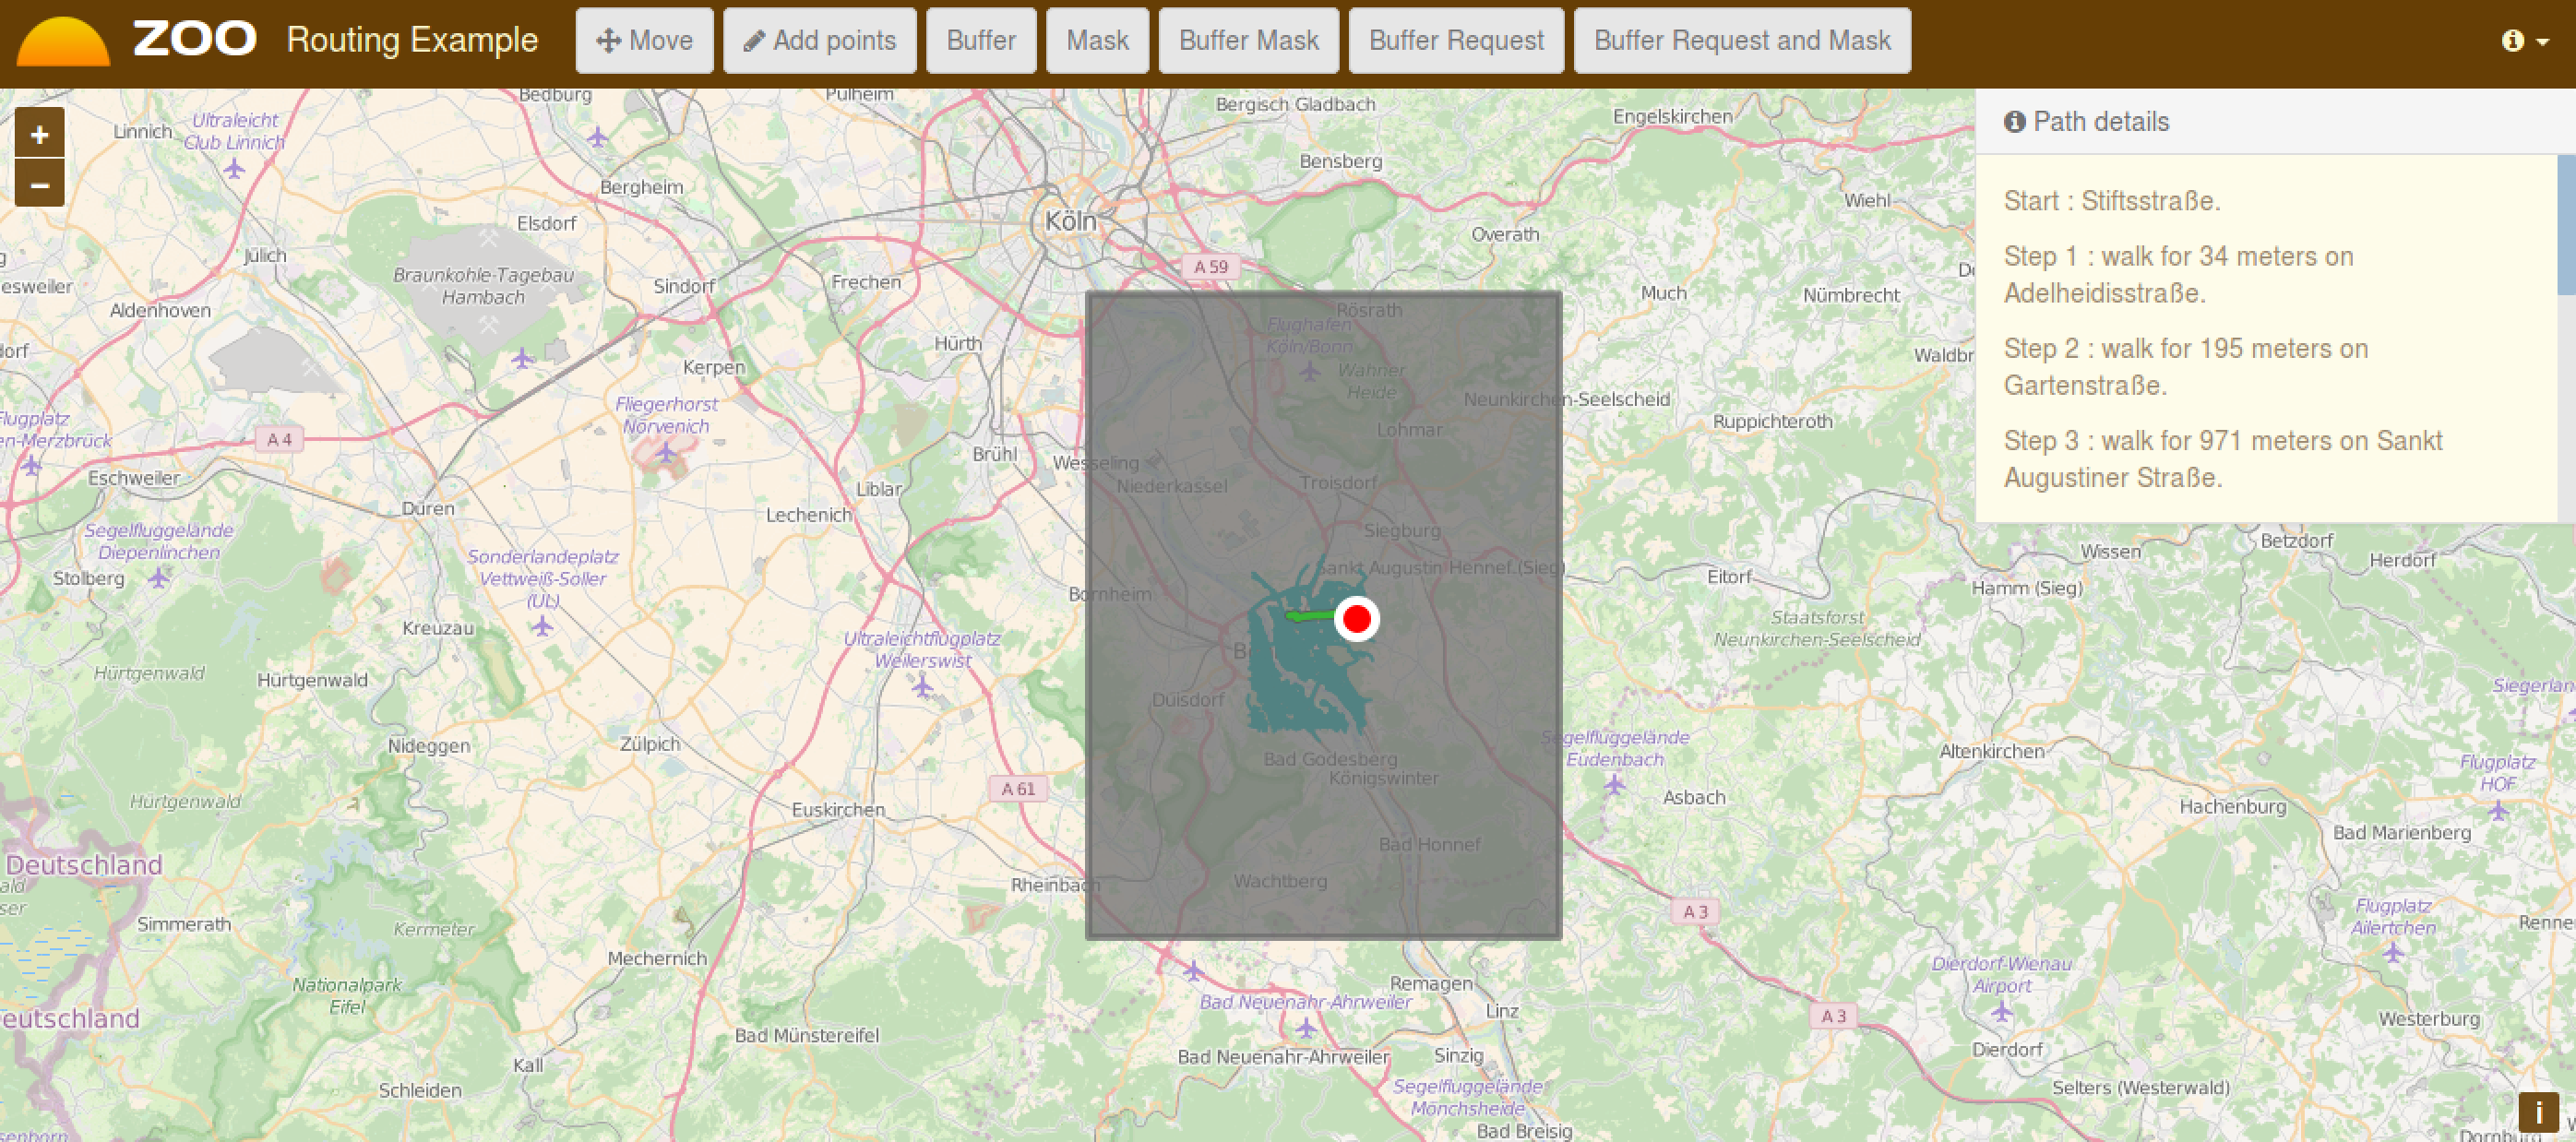 ZOO Routing Example Move Add points Buffer Mask Buffer Mask Buffer Request Buffer Request and Mask
Path details
Start : Stiftsstraße.
Step 1 : walk for 34 meters on
Adelheidisstraße.
Step 2 : walk for 195 meters on
Gartenstraße.
Step 3 : walk for 971 meters on Sankt
Augustiner Straße.
+
−
Bedburg
Pulheim
Bergisch Gladbach
Engelskirchen
Linnich
Ultraleicht
Club Linnich
Bensberg
Bergheim
Wiehl
Elsdorf
Köln
Overath
Jülich
A 59
Braunkohle-Tagebau
Hambach
Sindorf
Frechen
esweiler
Aldenhoven
Much
Nümbrecht
Rösrath
Flughafen
Köln/Bonn
Hürth
Kerpen
Wahner
Heide
Neunkirchen-Seelscheid
Fliegerhorst
Nörvenich
Ruppichteroth
Lohmar
Flugplatz
en-Merzbrück
A 4
Brühl
Wesseling
Eschweiler
Niederkassel
Troisdorf
Liblar
Düren
Lechenich
Siegburg
Segelfluggelände
Diepenlinchen
Sonderlandeplatz
Vettweiß-Soller
(UL)
Stolberg
Sankt Augustin
Hennef (Sieg)
Eitorf
Wissen
Betzdorf
Herdorf
Hamm (Sieg)
Bornheim
Kreuzau
Staatsforst
Neunkirchen-Seelscheid
Ultraleichtflugplatz
Weilerswist
Hürtgenwald
Hürtgenwald
Duisdorf
Nideggen
Zülpich
Segelfluggelände
Eudenbach
Altenkirchen
Bad Godesberg
Königswinter
Flugplatz
HOF
A 61
Asbach
Hürtgenwald
Euskirchen
Hachenburg
Bad Marienberg
Bad Honnef
Deutschland
Rheinbach
Wachtberg
A 3
Flugplatz
Ailertchen
Simmerath
Kermeter
Mechernich
Dierdorf-Wienau
Airport
Nationalpark
Eifel
Remagen
Bad Neuenahr-Ahrweiler
Linz
eutschland
A 3
Westerburg
Bad Münstereifel
Bad Neuenahr-Ahrweiler
Sinzig
Dierdorf
Kall
Schleiden
Segelfluggelände
Mönchsheide
Selters (Westerwald)
Bad Breisig
i